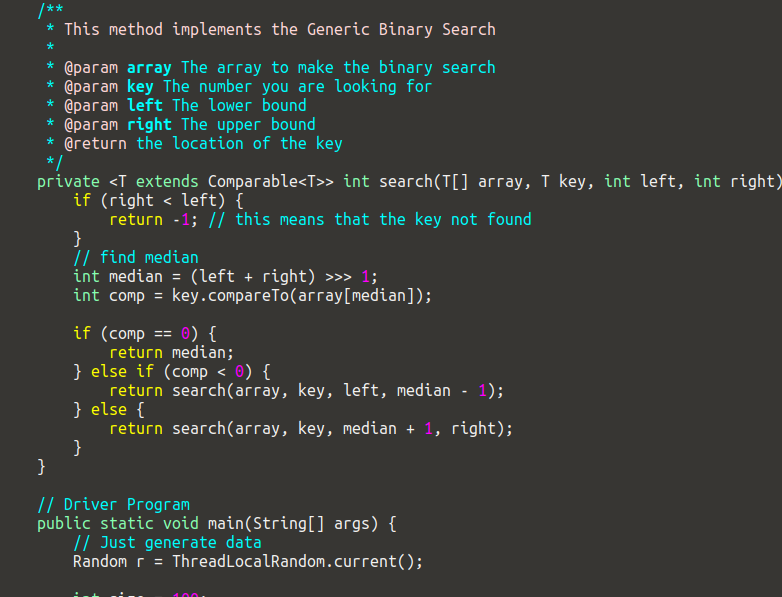 /**
 * This method implements the Generic Binary Search
 *
 * @param array The array to make the binary search
 * @param key The number you are looking for
 * @param left The lower bound
 * @param right The upper bound
 * @return the location of the key
 */
private <T extends Comparable<T>> int search(T[] array, T key, int left, int right)
    if (right < left) {
        return -1; // this means that the key not found
    }
    // find median
    int median = (left + right) >>> 1;
    int comp = key.compareTo(array[median]);

    if (comp == 0) {
        return median;
    } else if (comp < 0) {
        return search(array, key, left, median - 1);
    } else {
        return search(array, key, median + 1, right);
    }
}

// Driver Program
public static void main(String[] args) {
    // Just generate data
    Random r = ThreadLocalRandom.current();